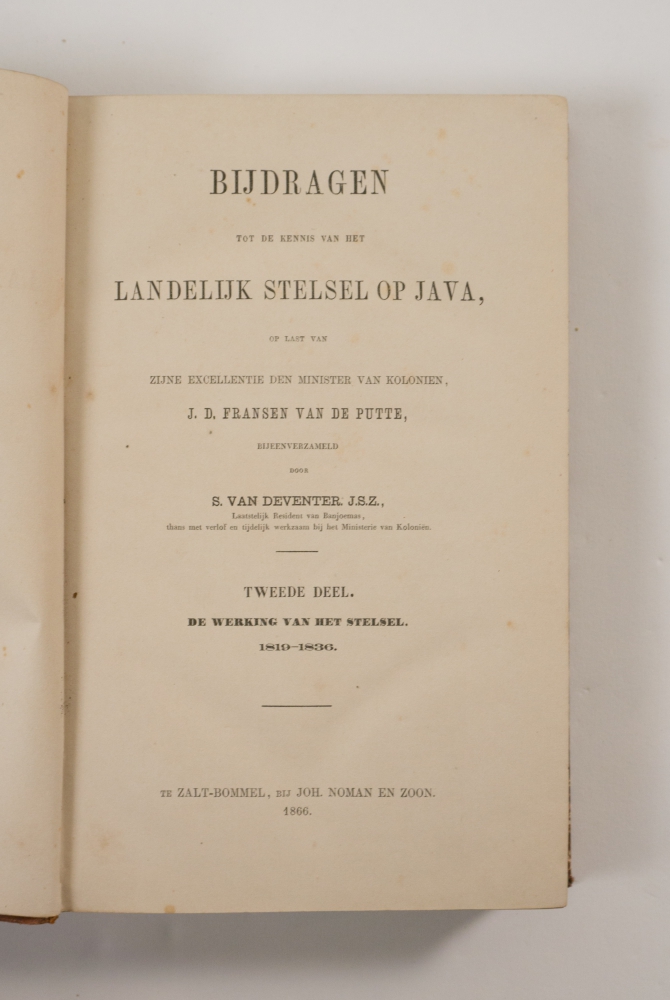 BIJDRAGEN
TOT DE KENNIS VAN HET
LANDELIJK STELSEL OP JAVA,
OP LAST VAN
ZIJNE EXCELLENTIE DEN MINISTER VAN KOLONIEN,
J. D. FRANSEN VAN DE PUTTE,
BIJEENVERZAMELD
DOOR
S. VAN DEVENTER. J.S.Z.,
Laatstelijk Resident van Banjoemas,
thans met verlof en tijdelijk werkzaam bij het Ministerie van Koloniën.
TWEEDE DEEL.
DE WERKING VAN HET STELSEL.
1819–1836.
TE ZALT-BOMMEL, BIJ JOH. NOMAN EN ZOON.
1866.